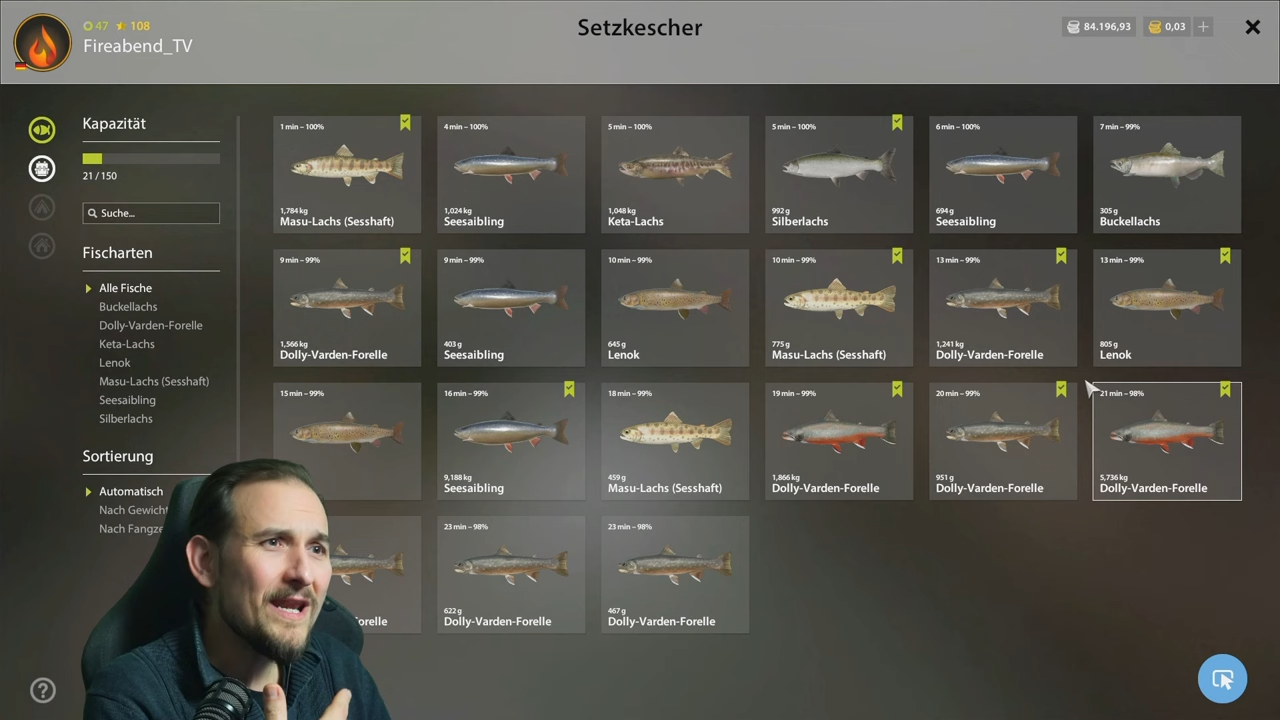 47 108
Fireabend_TV
Setzkescher
84.196,93
0,03
Kapazität
21 / 150
Suche...
Fischarten
Alle Fische
Buckellachs
Dolly-Varden-Forelle
Keta-Lachs
Lenok
Masu-Lachs (Sesshaft)
Seesaibling
Silberlachs
Sortierung
Automatisch
Nach Gewicht
Nach Fangze
1 min – 100%
1,784 kg
Masu-Lachs (Sesshaft)
4 min – 100%
1,024 kg
Seesaibling
5 min – 100%
1,048 kg
Keta-Lachs
5 min – 100%
992 g
Silberlachs
6 min – 100%
694 g
Seesaibling
7 min – 99%
305 g
Buckellachs
9 min – 99%
1,566 kg
Dolly-Varden-Forelle
9 min – 99%
403 g
Seesaibling
10 min – 99%
645 g
Lenok
10 min – 99%
775 g
Masu-Lachs (Sesshaft)
13 min – 99%
1,241 kg
Dolly-Varden-Forelle
13 min – 99%
805 g
Lenok
15 min – 99%
16 min – 99%
9,188 kg
Seesaibling
18 min – 99%
459 g
Masu-Lachs (Sesshaft)
19 min – 99%
1,866 kg
Dolly-Varden-Forelle
20 min – 99%
951 g
Dolly-Varden-Forelle
21 min – 98%
5,736 kg
Dolly-Varden-Forelle
orelle
23 min – 98%
622 g
Dolly-Varden-Forelle
23 min – 98%
467 g
Dolly-Varden-Forelle
?